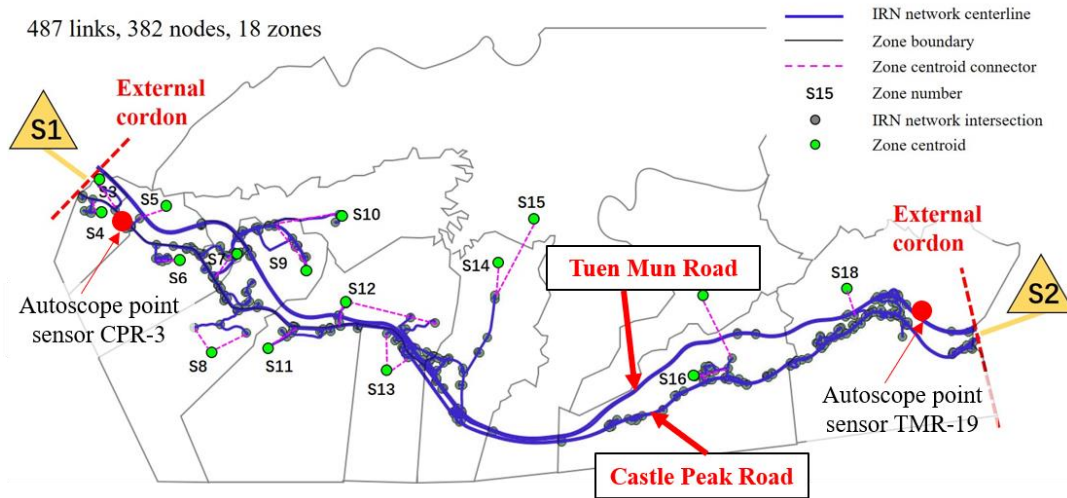 487 links, 382 nodes, 18 zones
IRN network centerline
Zone boundary
Zone centroid connector
S15 Zone number
IRN network intersection
Zone centroid
External
cordon
S1
S3
S4
S5
S6
S7
S8
S9
S10
S11
S12
S13
S14
S15
S16
S18
Autoscope point
sensor CPR-3
Tuen Mun Road
Castle Peak Road
External
cordon
S2
Autoscope point
sensor TMR-19